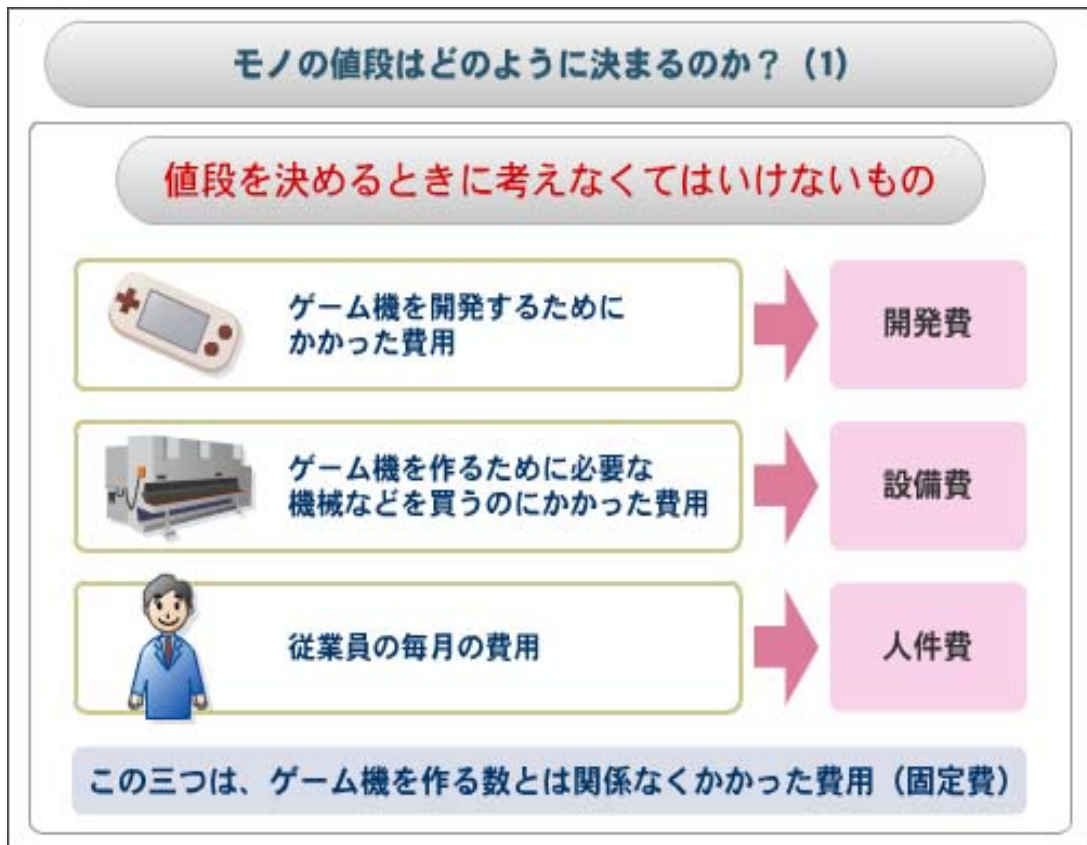 モノの値段はどのように決まるのか？（1）
値段を決めるときに考えなくてはいけないもの
ゲーム機を開発するために
かかった費用
開発費
ゲーム機を作るために必要な
機械などを買うのにかかった費用
設備費
従業員の毎月の費用
人件費
この三つは、ゲーム機を作る数とは関係なくかかった費用（固定費）